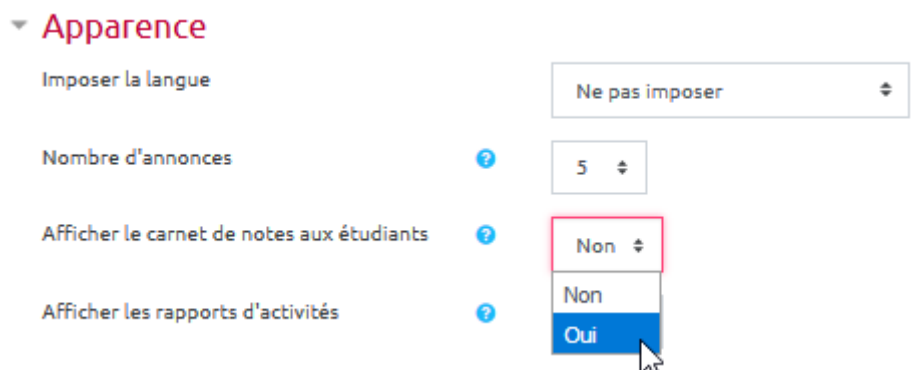 Apparence
Imposer la langue
Ne pas imposer
Nombre d'annonces
5
Afficher le carnet de notes aux étudiants
Non
Non
Oui
Afficher les rapports d'activités